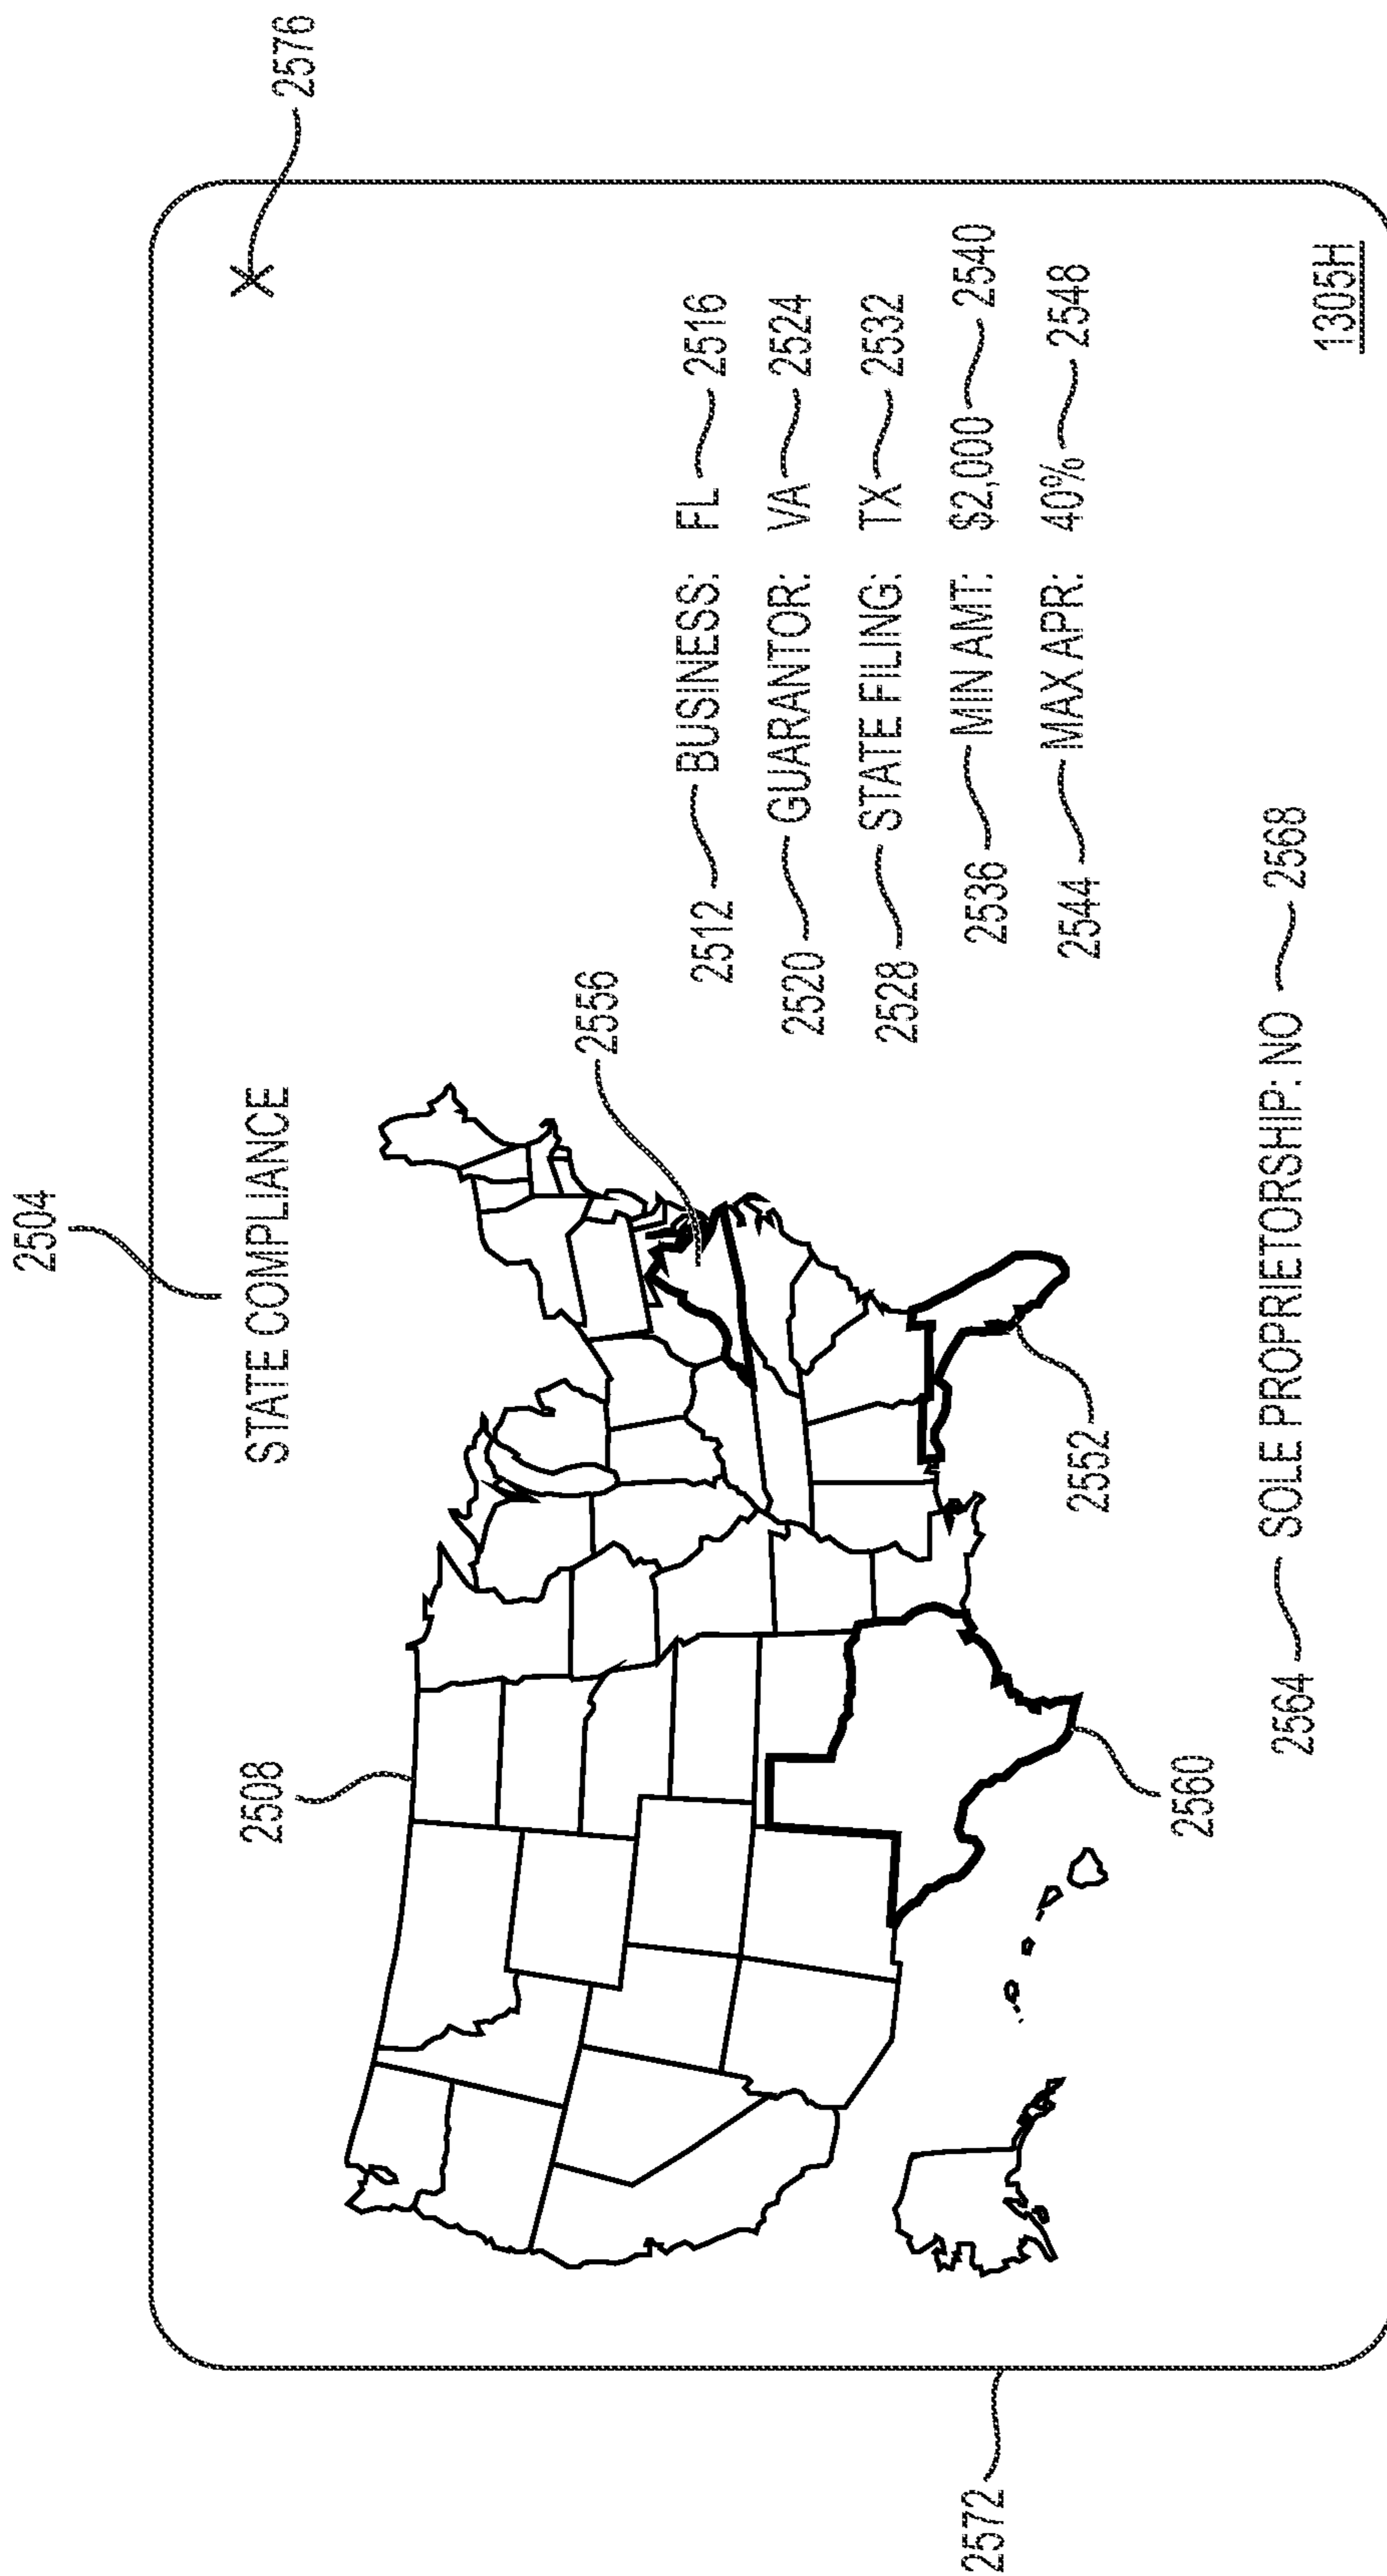 2504
2576
STATE COMPLIANCE
2508
2556
2512 BUSINESS: FL 2516
2520 GUARANTOR: VA 2524
2528 STATE FILING: TX 2532
2536 MIN AMT: $2,000 2540
2544 MAX APR: 40% 2548
2572
2552
2560
2564 SOLE PROPRIETORSHIP: NO 2568
1305H